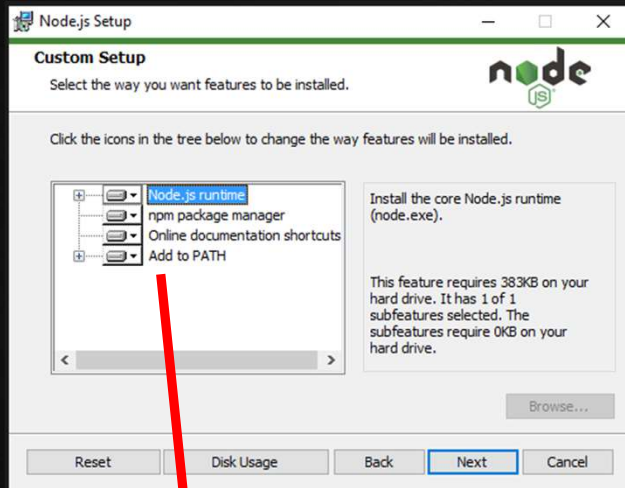 Node.js Setup
Custom Setup
Select the way you want features to be installed.
node
JS
Click the icons in the tree below to change the way features will be installed.
Node.js runtime
npm package manager
Online documentation shortcuts
Add to PATH
Install the core Node.js runtime
(node.exe).
This feature requires 383KB on your
hard drive. It has 1 of 1
subfeatures selected. The
subfeatures require 0KB on your
hard drive.
Browse...
Reset
Disk Usage
Back
Next
Cancel